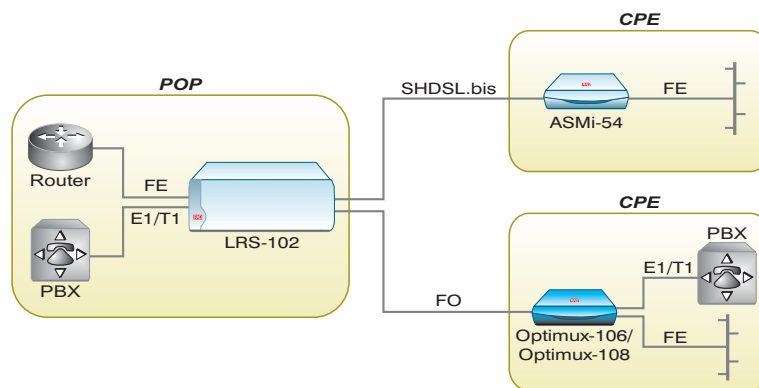 CPE
POP
SHDSL.bis
FE
ASMi-54
Router
FE
E1/T1
LRS-102
PBX
CPE
PBX
E1/T1
FO
Optimux-106/
Optimux-108
FE